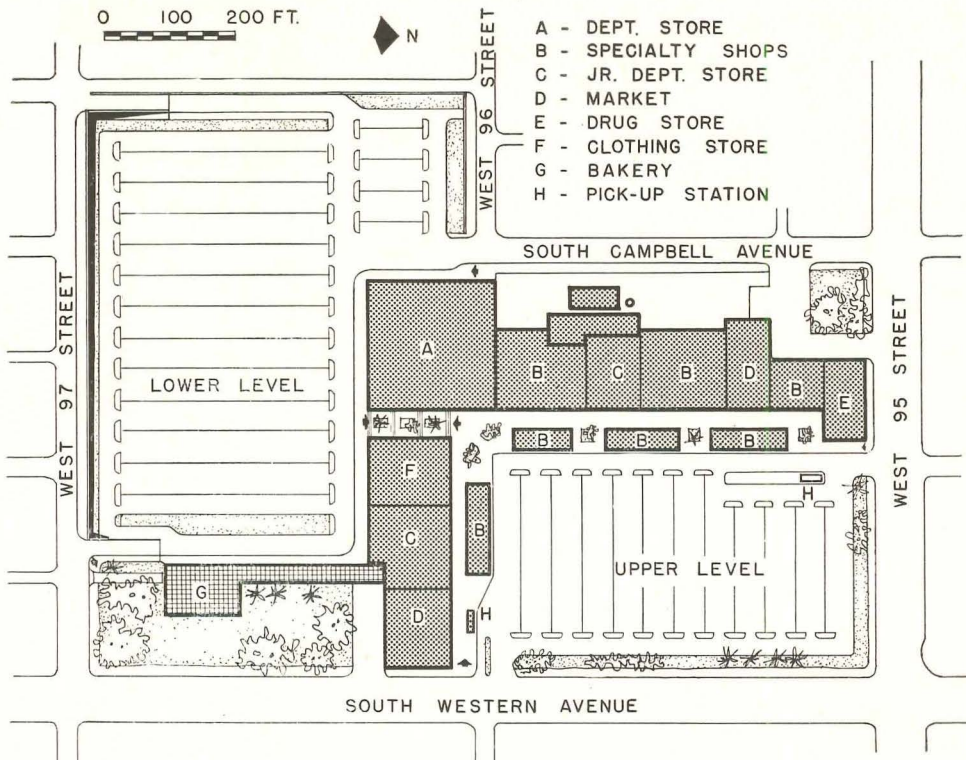 0 100 200 FT.
N
A - DEPT. STORE
B - SPECIALTY SHOPS
C - JR. DEPT. STORE
D - MARKET
E - DRUG STORE
F - CLOTHING STORE
G - BAKERY
H - PICK-UP STATION
WEST 96 STREET
SOUTH CAMPBELL AVENUE
WEST 97 STREET
WEST 95 STREET
LOWER LEVEL
A
B
C
B
D
B
E
B
B
B
F
C
B
H
G
D
H
UPPER LEVEL
SOUTH WESTERN AVENUE